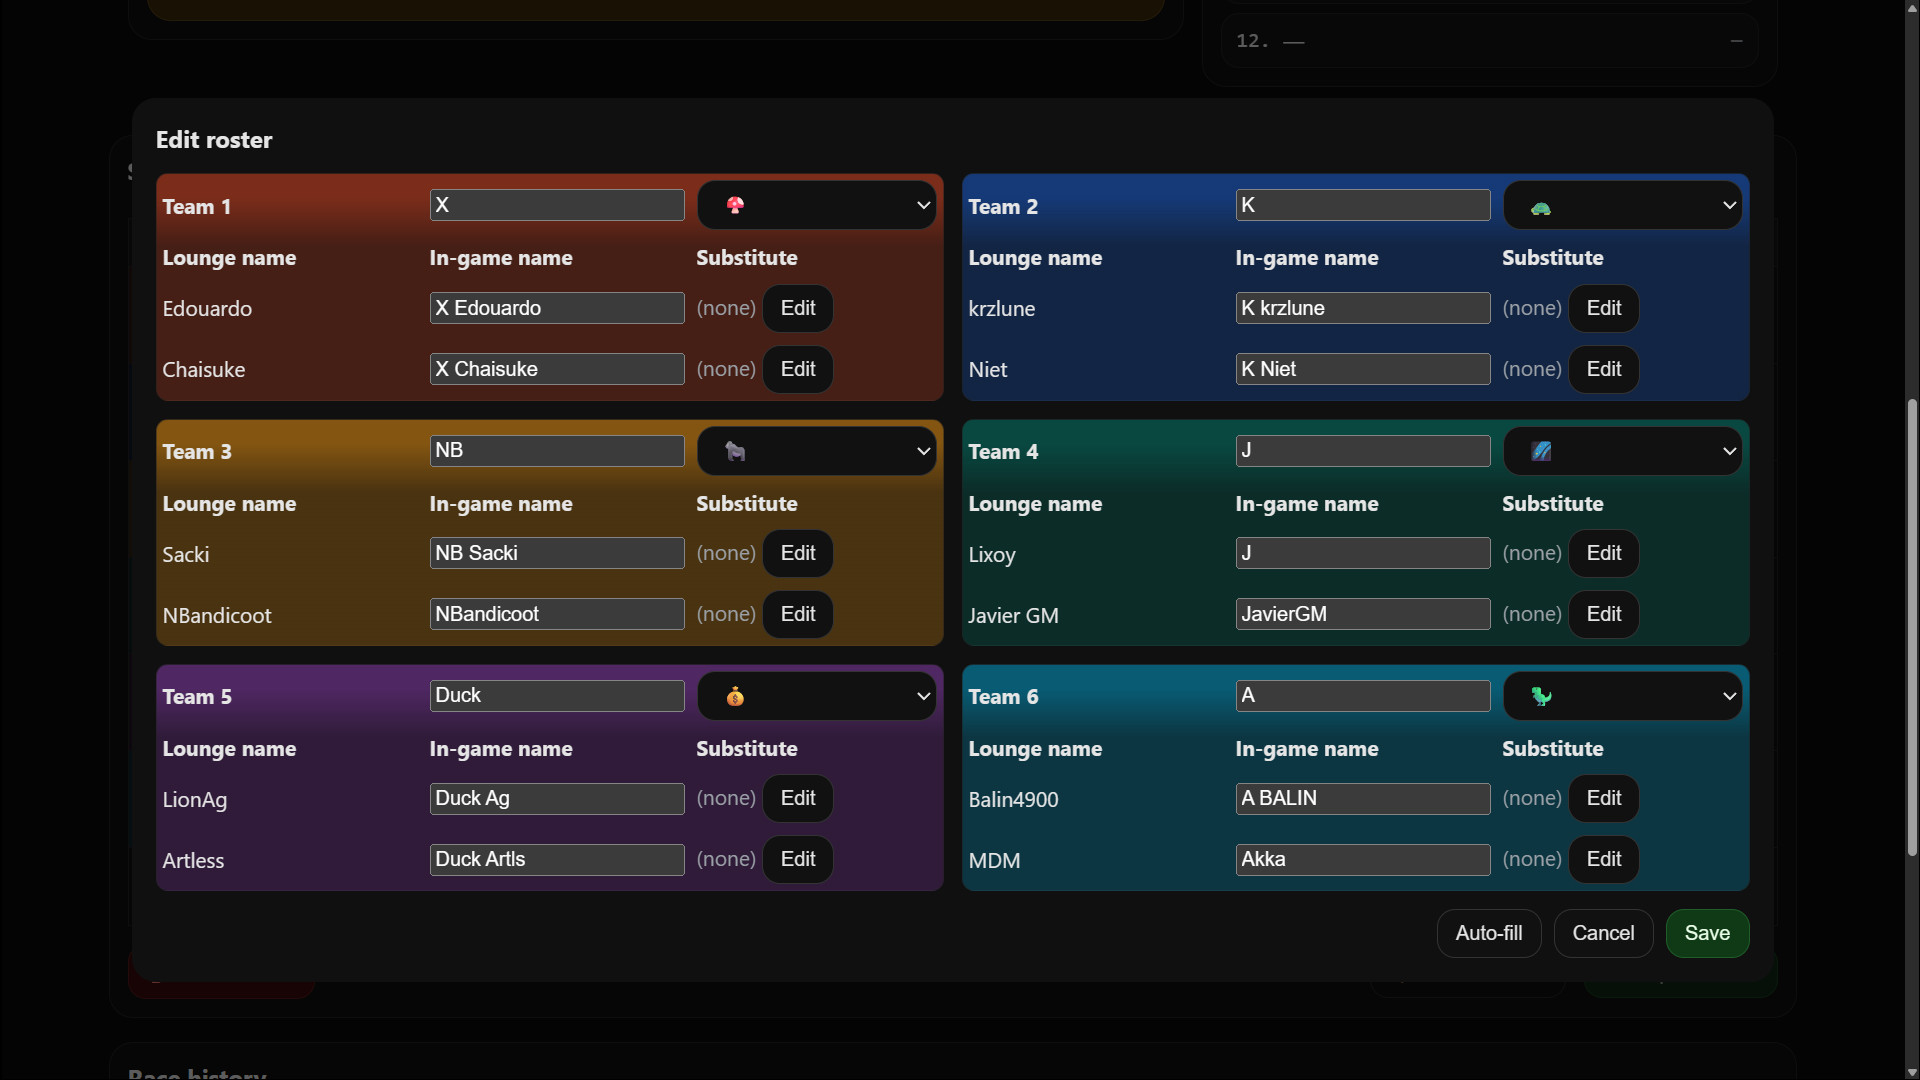 12. — –
Edit roster
Team 1 X
Lounge name In-game name Substitute
Edouardo X Edouardo (none) Edit
Chaisuke X Chaisuke (none) Edit
Team 2 K
Lounge name In-game name Substitute
krzlune K krzlune (none) Edit
Niet K Niet (none) Edit
Team 3 NB
Lounge name In-game name Substitute
Sacki NB Sacki (none) Edit
NBandicoot NBandicoot (none) Edit
Team 4 J
Lounge name In-game name Substitute
Lixoy J (none) Edit
Javier GM JavierGM (none) Edit
Team 5 Duck
Lounge name In-game name Substitute
LionAg Duck Ag (none) Edit
Artless Duck Artls (none) Edit
Team 6 A
Lounge name In-game name Substitute
Balin4900 A BALIN (none) Edit
MDM Akka (none) Edit
Auto-fill Cancel Save
Race history